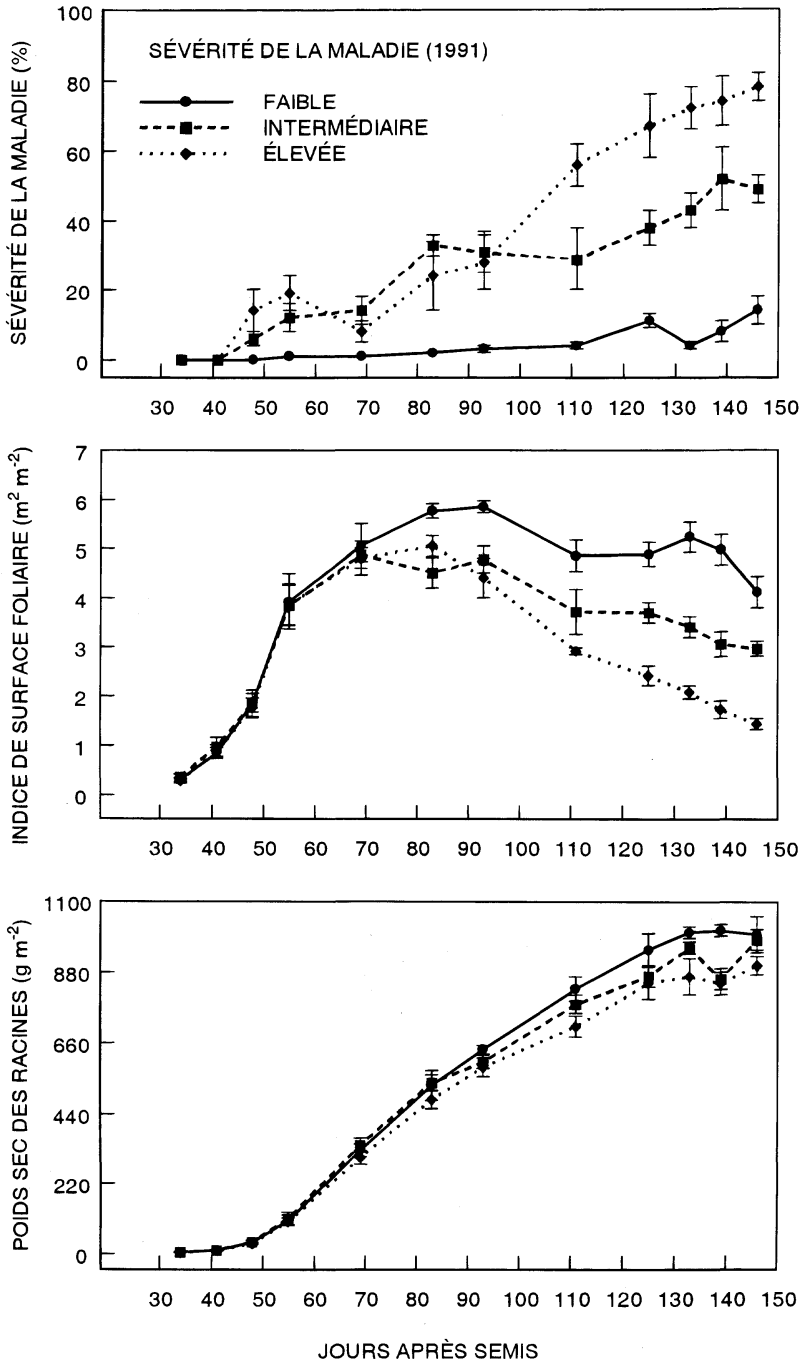 SÉVÉRITÉ DE LA MALADIE (%)
100
80
60
40
20
0
SÉVÉRITÉ DE LA MALADIE (1991)
FAIBLE
INTERMÉDIAIRE
ÉLEVÉE
30 40 50 60 70 80 90 100 110 120 130 140 150
INDICE DE SURFACE FOLIAIRE (m² m⁻²)
7
6
5
4
3
2
1
0
30 40 50 60 70 80 90 100 110 120 130 140 150
POIDS SEC DES RACINES (g m⁻²)
1100
880
660
440
220
0
30 40 50 60 70 80 90 100 110 120 130 140 150
JOURS APRÈS SEMIS